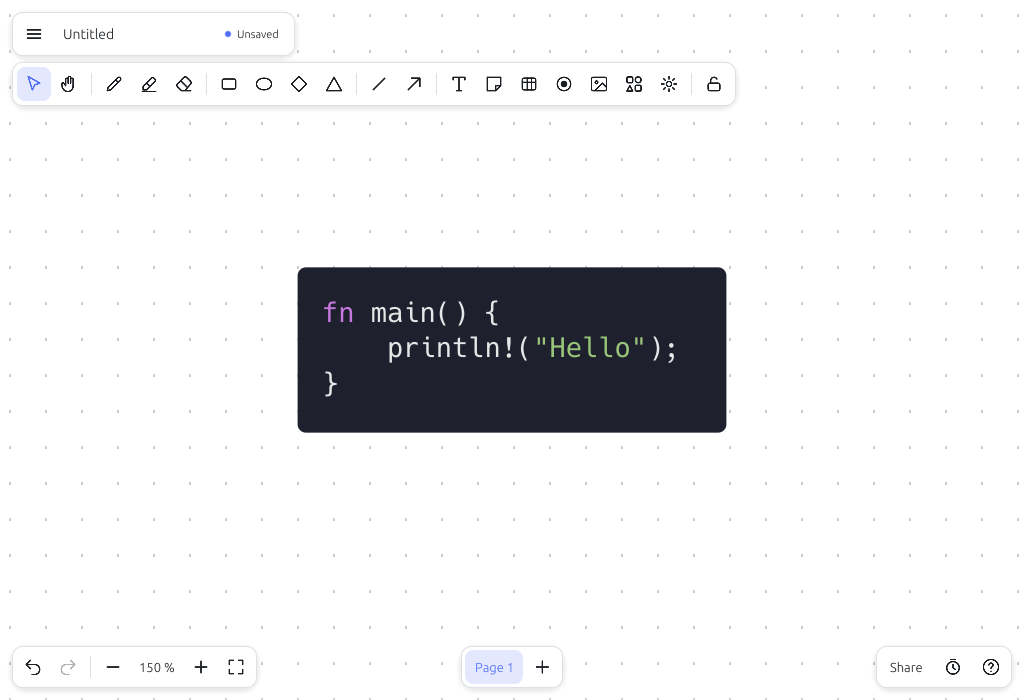 Untitled
Unsaved
fn main() {
    println!("Hello");
}
150 %
Page 1
Share